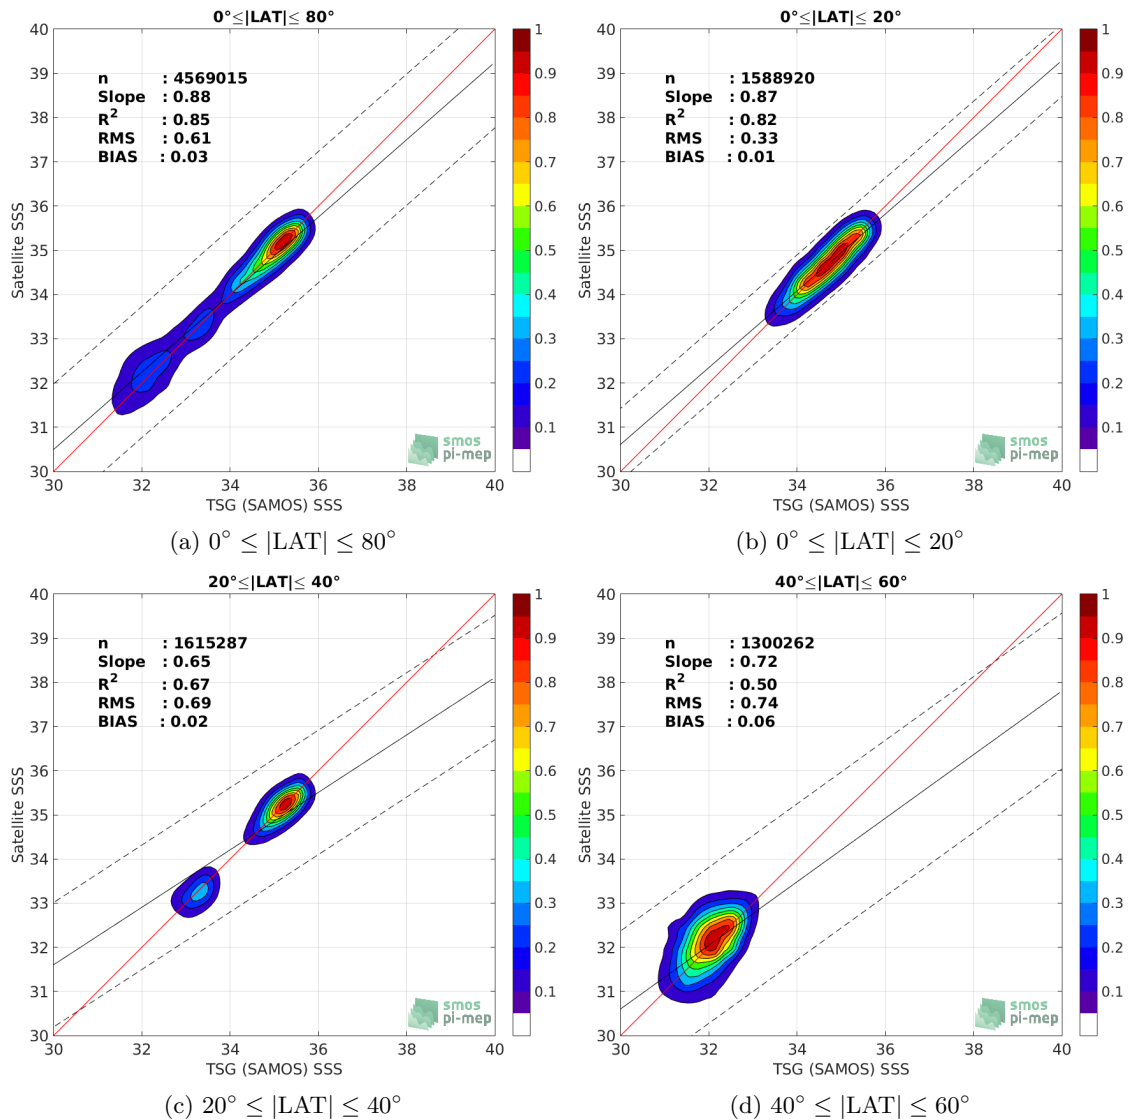 0°≤|LAT|≤ 80°
40
39
38
37
36
35
34
33
32
31
30
Satellite SSS
n : 4569015
Slope : 0.88
R2 : 0.85
RMS : 0.61
BIAS : 0.03
smos
pi-mep
30 32 34 36 38 40
TSG (SAMOS) SSS
1
0.9
0.8
0.7
0.6
0.5
0.4
0.3
0.2
0.1
(a) 0° ≤ |LAT| ≤ 80°
0°≤|LAT|≤ 20°
40
39
38
37
36
35
34
33
32
31
30
Satellite SSS
n : 1588920
Slope : 0.87
R2 : 0.82
RMS : 0.33
BIAS : 0.01
smos
pi-mep
30 32 34 36 38 40
TSG (SAMOS) SSS
1
0.9
0.8
0.7
0.6
0.5
0.4
0.3
0.2
0.1
(b) 0° ≤ |LAT| ≤ 20°
20°≤|LAT|≤ 40°
40
39
38
37
36
35
34
33
32
31
30
Satellite SSS
n : 1615287
Slope : 0.65
R2 : 0.67
RMS : 0.69
BIAS : 0.02
smos
pi-mep
30 32 34 36 38 40
TSG (SAMOS) SSS
1
0.9
0.8
0.7
0.6
0.5
0.4
0.3
0.2
0.1
(c) 20° ≤ |LAT| ≤ 40°
40°≤|LAT|≤ 60°
40
39
38
37
36
35
34
33
32
31
30
Satellite SSS
n : 1300262
Slope : 0.72
R2 : 0.50
RMS : 0.74
BIAS : 0.06
smos
pi-mep
30 32 34 36 38 40
TSG (SAMOS) SSS
1
0.9
0.8
0.7
0.6
0.5
0.4
0.3
0.2
0.1
(d) 40° ≤ |LAT| ≤ 60°